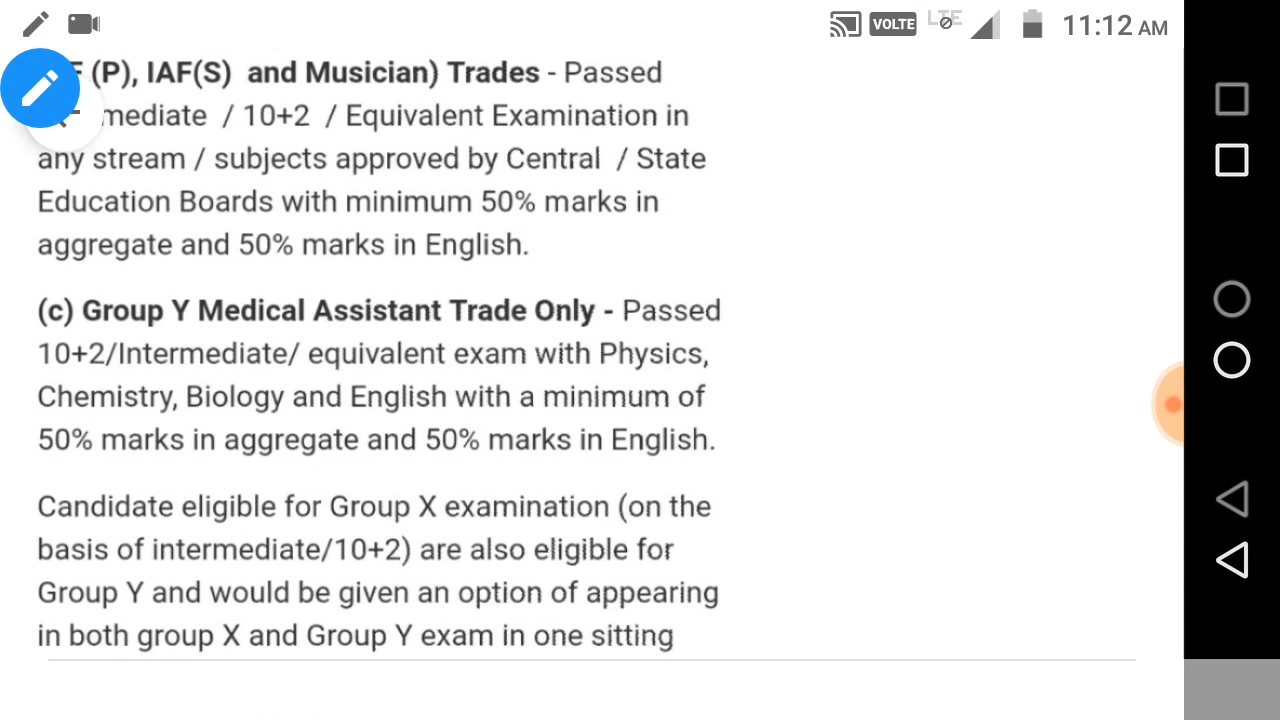 VOLTE LTE 11:12 AM
(P), IAF(S) and Musician) Trades - Passed
mediate / 10+2 / Equivalent Examination in
any stream / subjects approved by Central / State
Education Boards with minimum 50% marks in
aggregate and 50% marks in English.
(c) Group Y Medical Assistant Trade Only - Passed
10+2/Intermediate/ equivalent exam with Physics,
Chemistry, Biology and English with a minimum of
50% marks in aggregate and 50% marks in English.
Candidate eligible for Group X examination (on the
basis of intermediate/10+2) are also eligible for
Group Y and would be given an option of appearing
in both group X and Group Y exam in one sitting